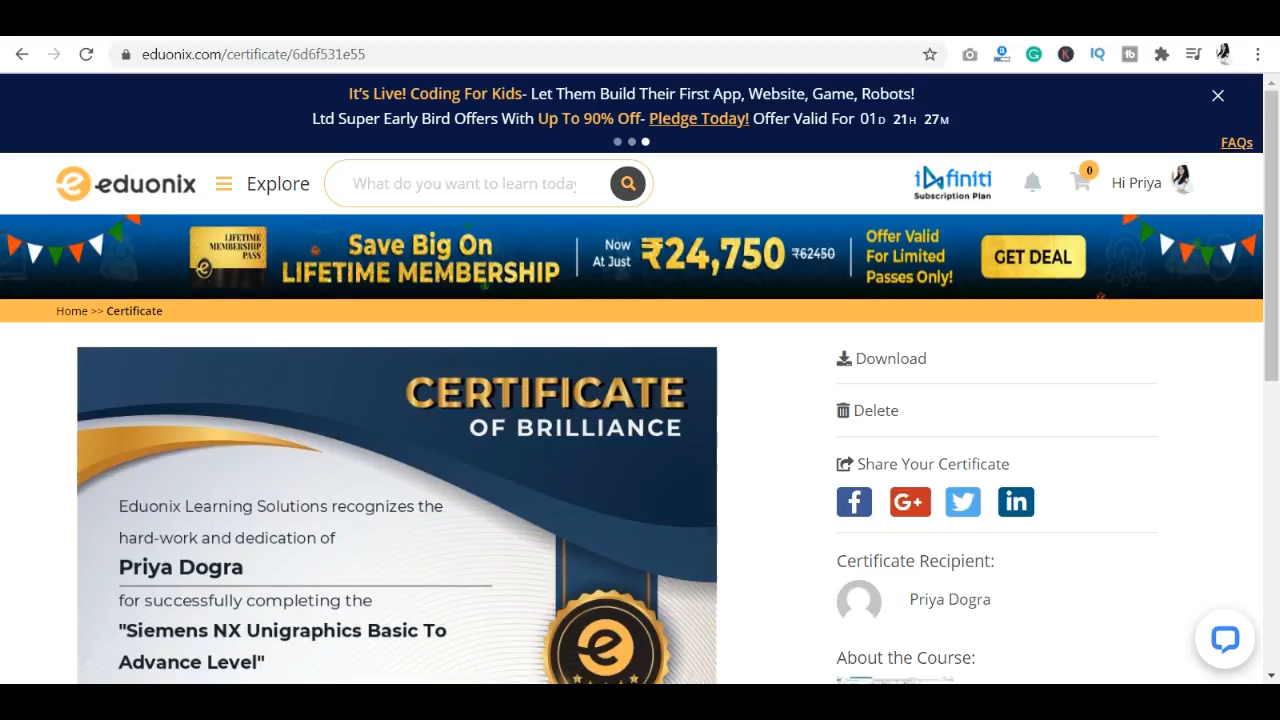 eduonix.com/certificate/6d6f531e55
It's Live! Coding For Kids- Let Them Build Their First App, Website, Game, Robots!
Ltd Super Early Bird Offers With Up To 90% Off- Pledge Today! Offer Valid For 01D 21H 27M
FAQs
eduonix
Explore
What do you want to learn today
infiniti
Subscription Plan
0
Hi Priya
LIFETIME
MEMBERSHIP
PASS
Save Big On
LIFETIME MEMBERSHIP
Now
At Just
₹24,750
₹62450
Offer Valid
For Limited
Passes Only!
GET DEAL
Home >> Certificate
CERTIFICATE
OF BRILLIANCE
Eduonix Learning Solutions recognizes the
hard-work and dedication of
Priya Dogra
for successfully completing the
"Siemens NX Unigraphics Basic To
Advance Level"
Download
Delete
Share Your Certificate
Certificate Recipient:
Priya Dogra
About the Course: